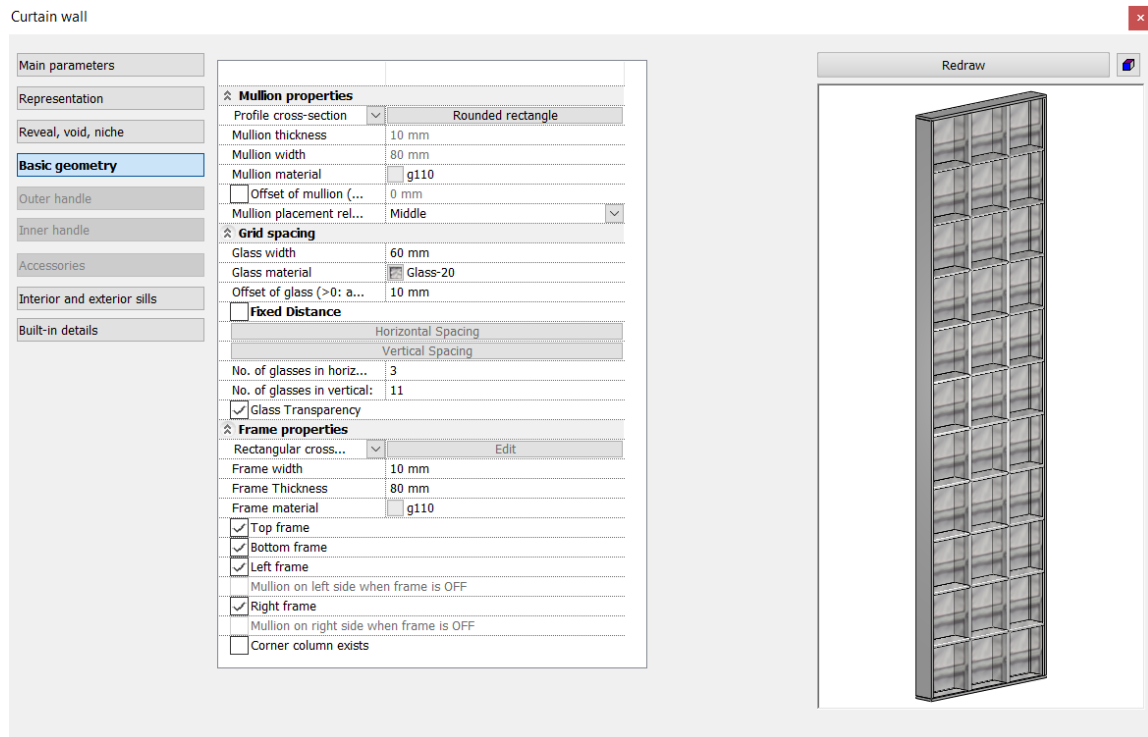 Curtain wall
Main parameters
Representation
Reveal, void, niche
Basic geometry
Outer handle
Inner handle
Accessories
Interior and exterior sills
Built-in details
Mullion properties
Profile cross-section Rounded rectangle
Mullion thickness 10 mm
Mullion width 80 mm
Mullion material g110
Offset of mullion (... 0 mm
Mullion placement rel... Middle
Grid spacing
Glass width 60 mm
Glass material Glass-20
Offset of glass (>0: a... 10 mm
Fixed Distance
Horizontal Spacing
Vertical Spacing
No. of glasses in horiz... 3
No. of glasses in vertical: 11
Glass Transparency
Frame properties
Rectangular cross... Edit
Frame width 10 mm
Frame Thickness 80 mm
Frame material g110
Top frame
Bottom frame
Left frame
Mullion on left side when frame is OFF
Right frame
Mullion on right side when frame is OFF
Corner column exists
Redraw